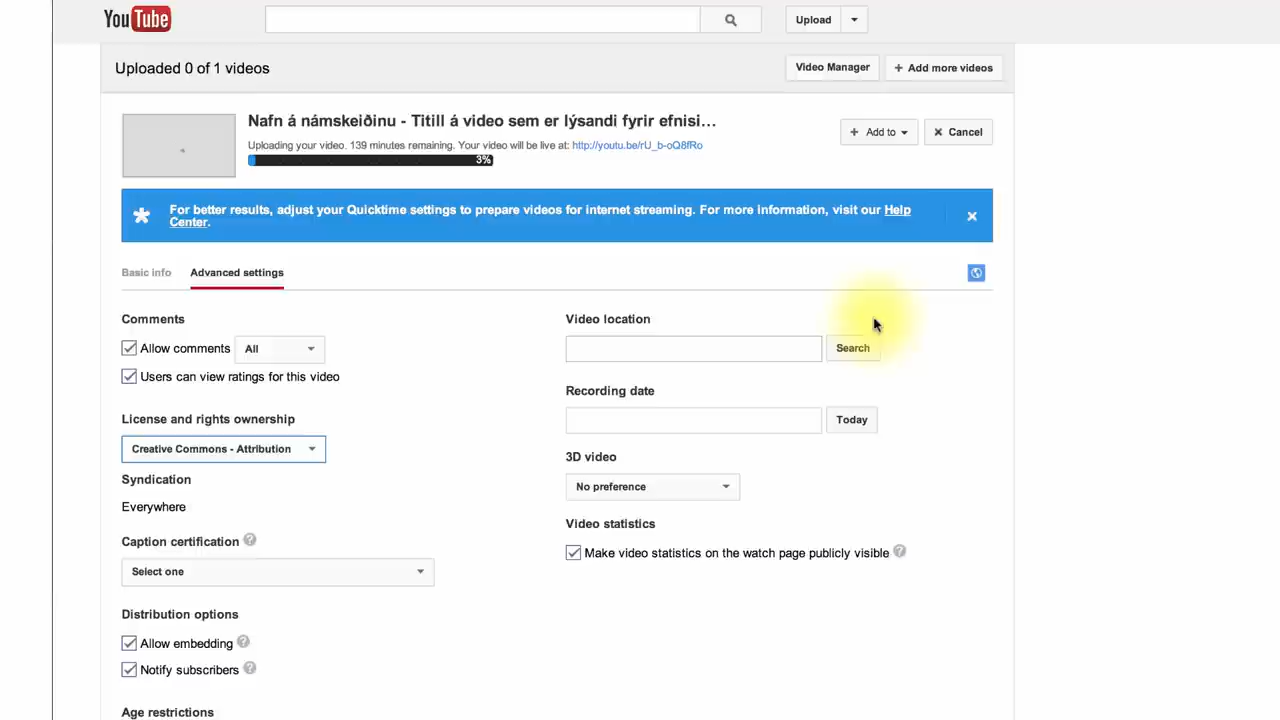 YouTube
Upload
Uploaded 0 of 1 videos
Video Manager
+ Add more videos
Nafn á námskeiðinu - Titill á video sem er lýsandi fyrir efnisi...
+ Add to
× Cancel
Uploading your video. 139 minutes remaining. Your video will be live at: http://youtu.be/rU_b-oQ8fRo
3%
For better results, adjust your Quicktime settings to prepare videos for internet streaming. For more information, visit our Help
Center.
Basic info
Advanced settings
Comments
Allow comments
All
Users can view ratings for this video
License and rights ownership
Creative Commons - Attribution
Syndication
Everywhere
Caption certification ?
Select one
Distribution options
Allow embedding ?
Notify subscribers ?
Age restrictions
Video location
Search
Recording date
Today
3D video
No preference
Video statistics
Make video statistics on the watch page publicly visible ?